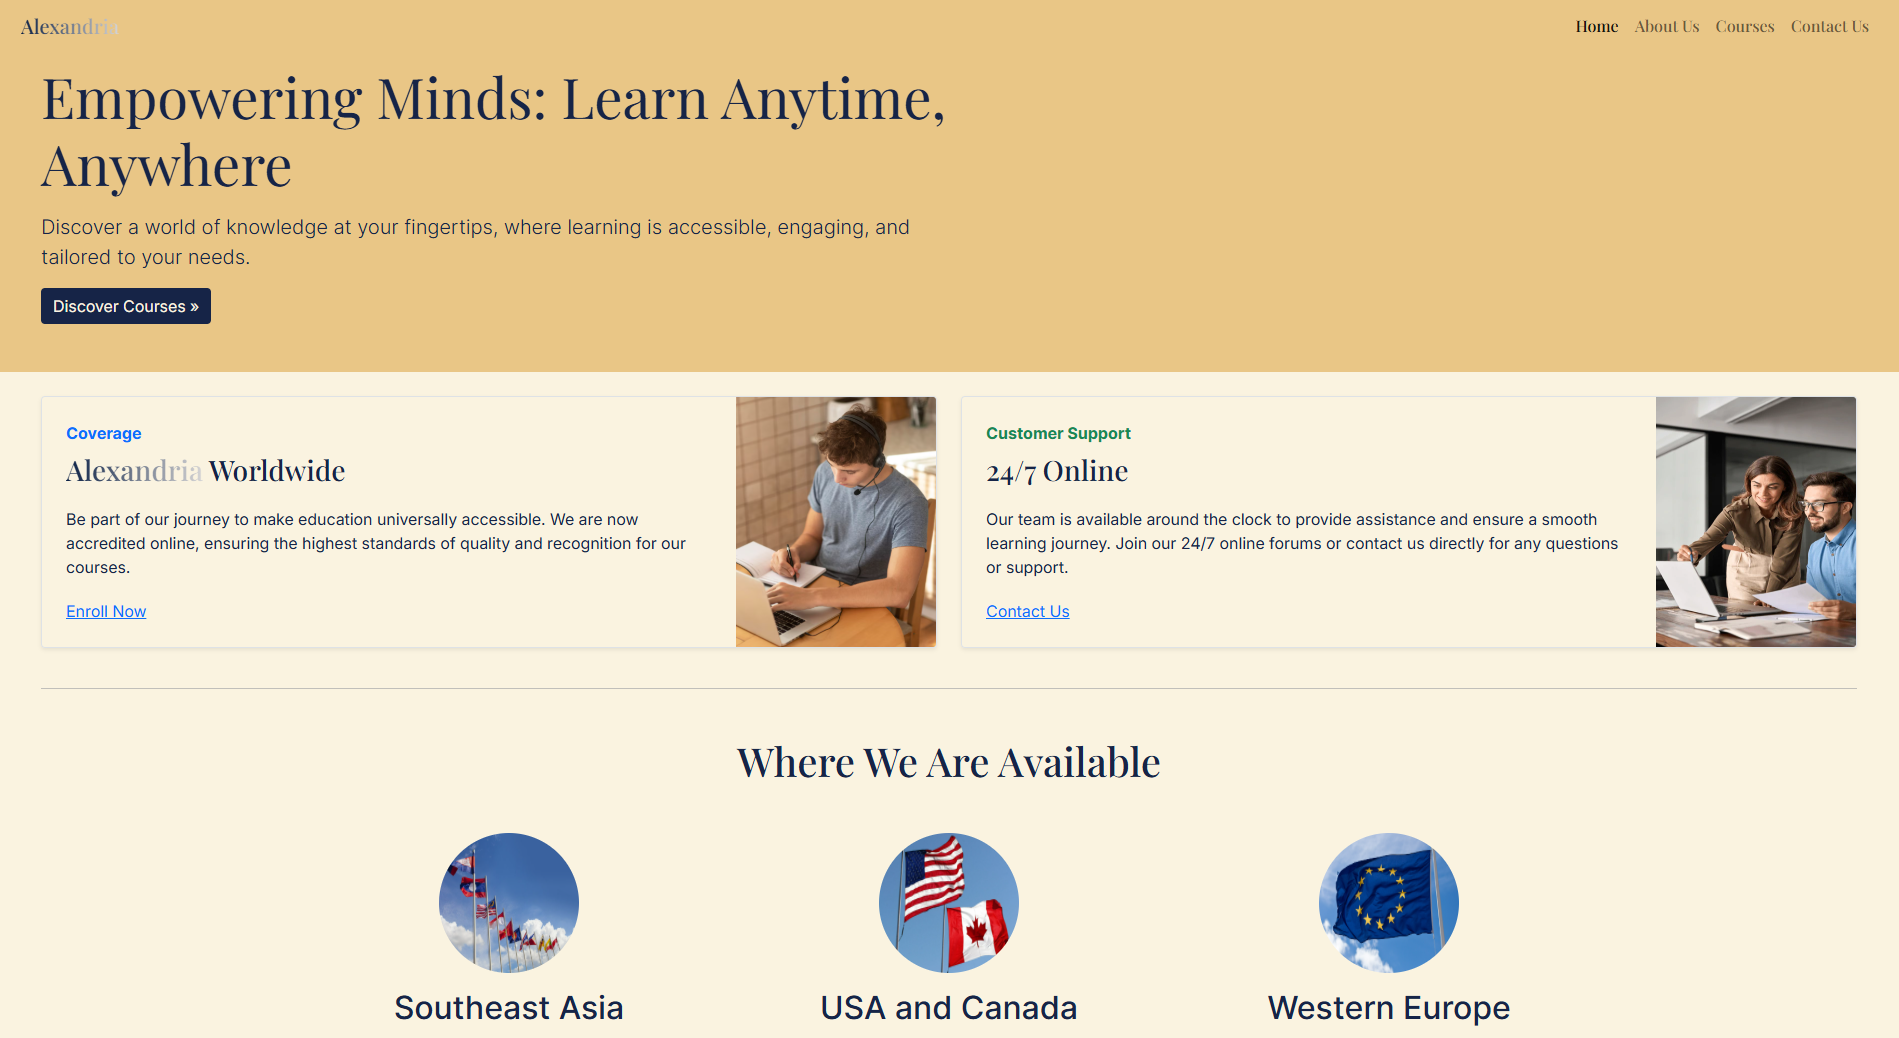 Alexandria
Home About Us Courses Contact Us
Empowering Minds: Learn Anytime,
Anywhere
Discover a world of knowledge at your fingertips, where learning is accessible, engaging, and
tailored to your needs.
Discover Courses »
Coverage
Alexandria Worldwide
Be part of our journey to make education universally accessible. We are now
accredited online, ensuring the highest standards of quality and recognition for our
courses.
Enroll Now
Customer Support
24/7 Online
Our team is available around the clock to provide assistance and ensure a smooth
learning journey. Join our 24/7 online forums or contact us directly for any questions
or support.
Contact Us
Where We Are Available
Southeast Asia
USA and Canada
Western Europe